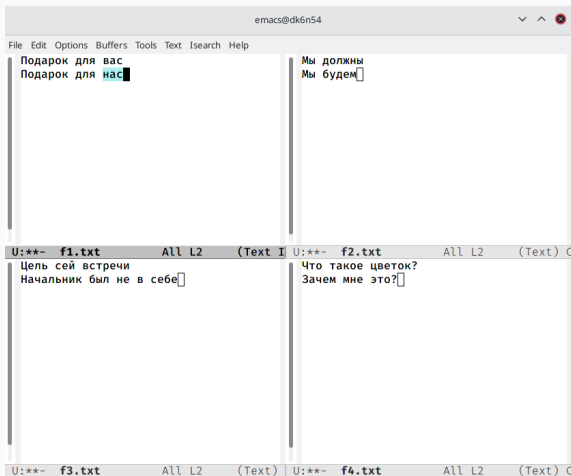 emacs@dk6n54
File Edit Options Buffers Tools Text Isearch Help
Подарок для вас
Подарок для нас
U:**- f1.txt All L2 (Text I
Мы должны
Мы будем
U:**- f2.txt All L2 (Text) C
Цель сей встречи
Начальник был не в себе
U:**- f3.txt All L2 (Text)
Что такое цветок?
Зачем мне это?
U:**- f4.txt All L2 (Text) C